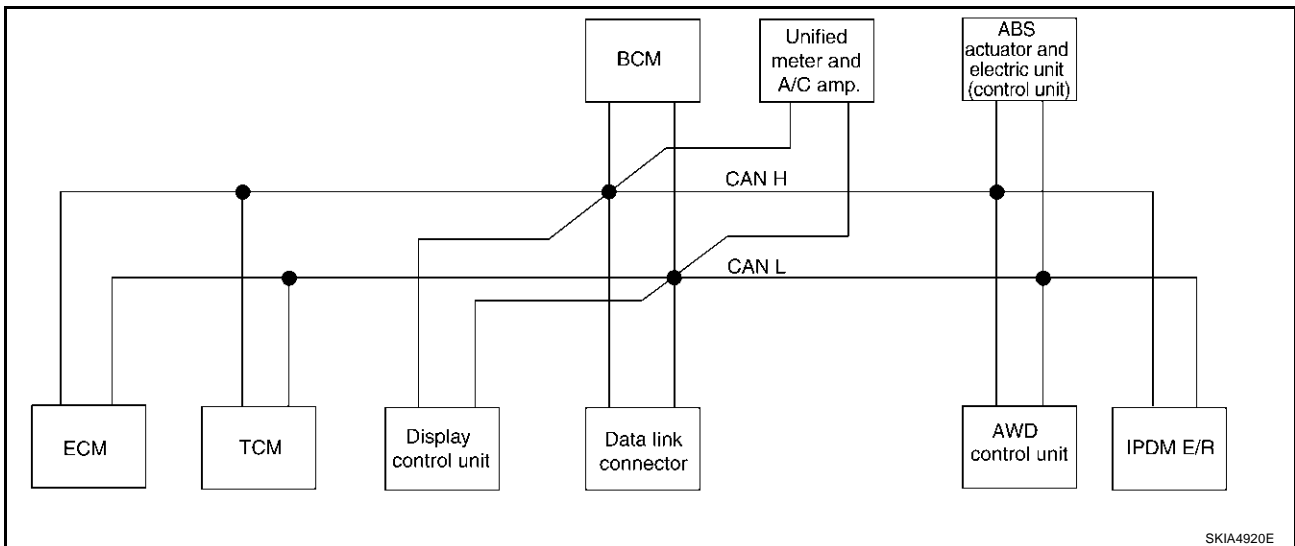 BCM
Unified
meter and
A/C amp.
ABS
actuator and
electric unit
(control unit)
CAN H
CAN L
ECM
TCM
Display
control unit
Data link
connector
AWD
control unit
IPDM E/R
SKIA4920E